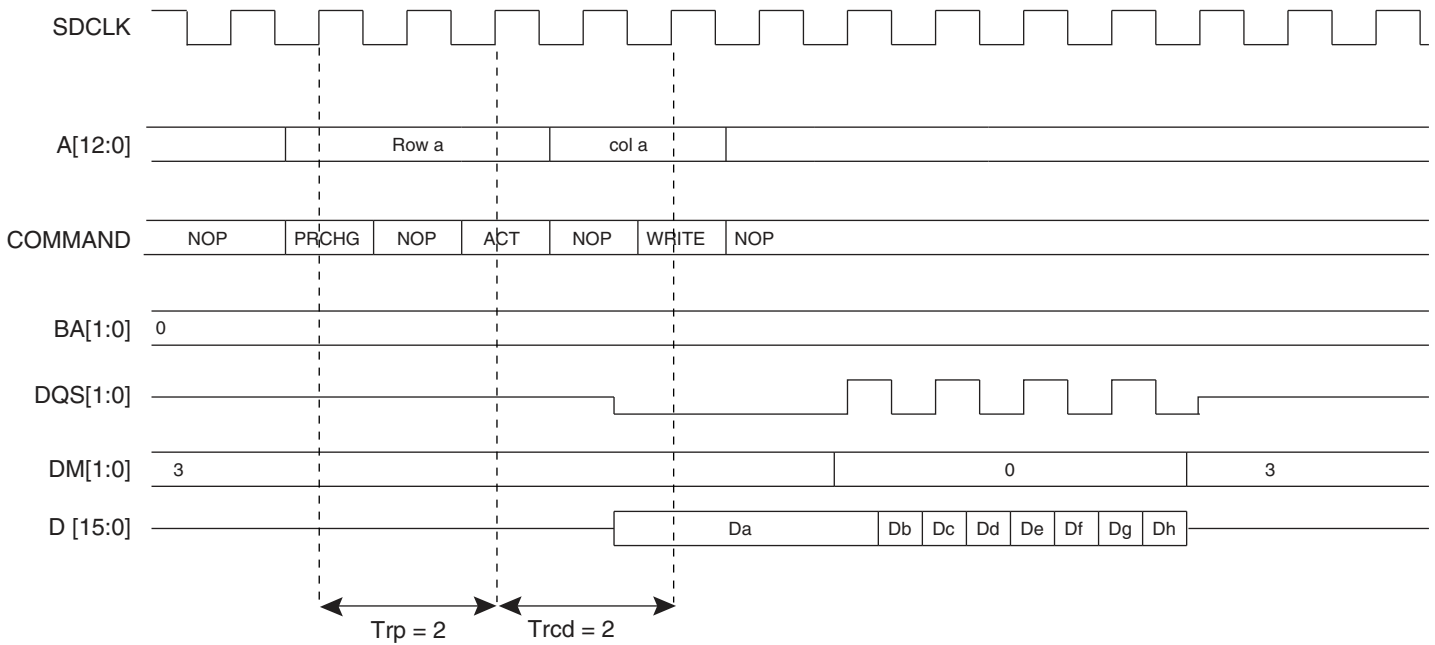 SDCLK
A[12:0] Row a col a
COMMAND NOP PRCHG NOP ACT NOP WRITE NOP
BA[1:0] 0
DQS[1:0]
DM[1:0] 3 0 3
D [15:0] Da Db Dc Dd De Df Dg Dh
Trp = 2 Trcd = 2